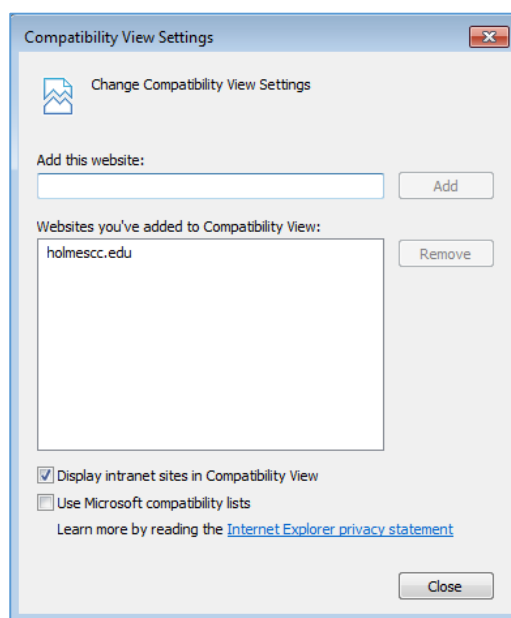 Compatibility View Settings
Change Compatibility View Settings
Add this website:
Add
Websites you've added to Compatibility View:
holmescc.edu
Remove
Display intranet sites in Compatibility View
Use Microsoft compatibility lists
Learn more by reading the Internet Explorer privacy statement
Close